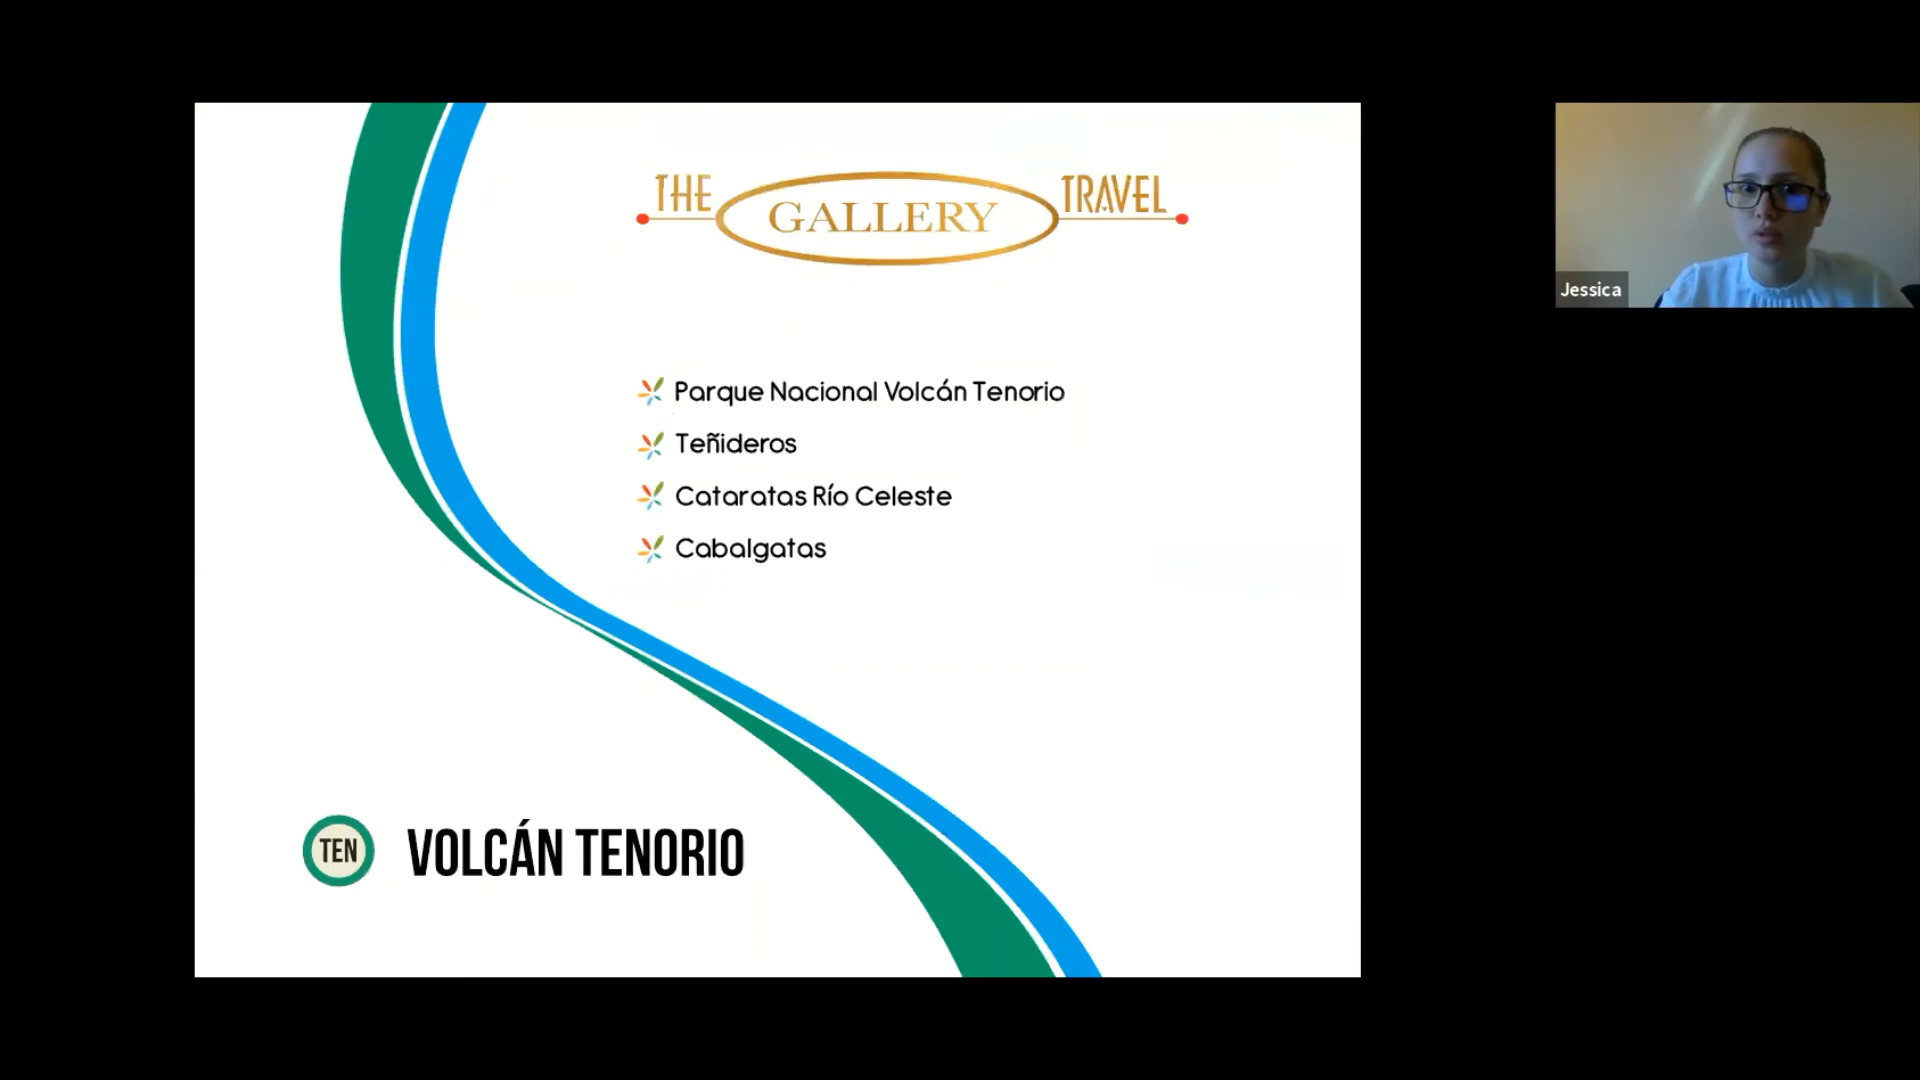 THE GALLERY TRAVEL
Parque Nacional Volcán Tenorio
Teñideros
Cataratas Río Celeste
Cabalgatas
TEN VOLCÁN TENORIO
Jessica